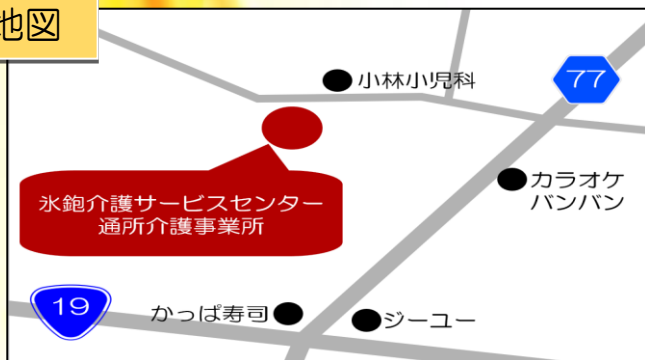 地図
小林小児科
77
カラオケ
バンバン
氷鉋介護サービスセンター
通所介護事業所
19
かっぱ寿司
ジーユー